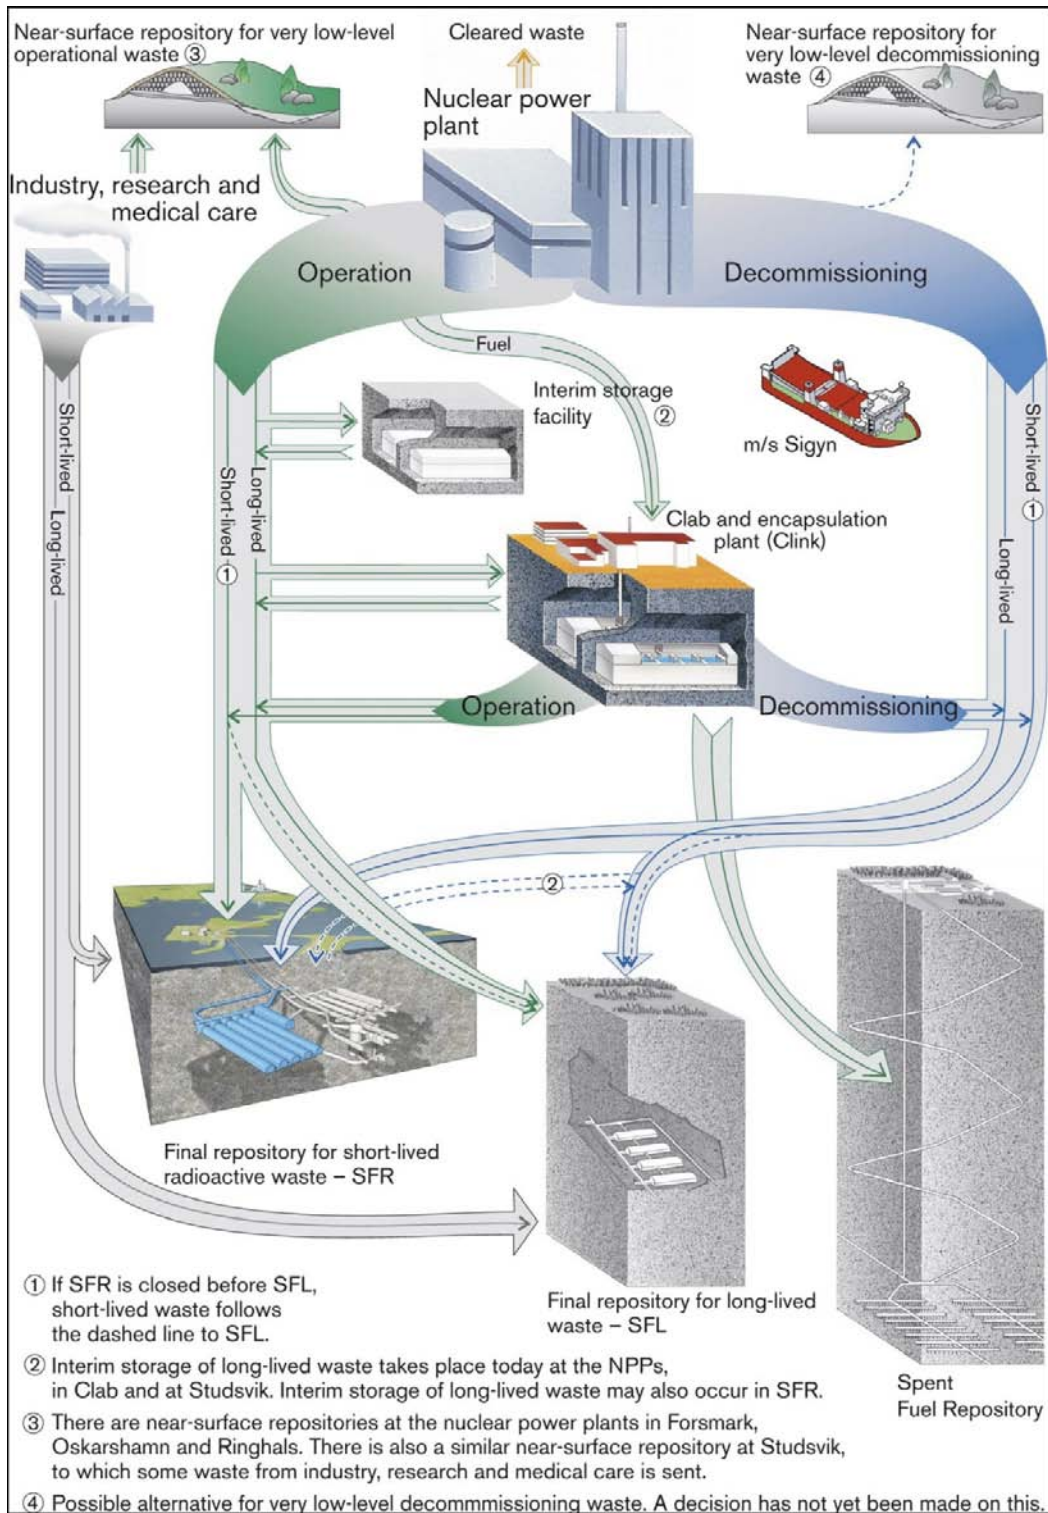 Near-surface repository for very low-level
operational waste ③
Cleared waste
Near-surface repository for
very low-level decommissioning
waste ④
Nuclear power
plant
Industry, research and
medical care
Operation
Decommissioning
Fuel
Interim storage
facility
②
m/s Sigyn
Short-lived
Long-lived
Short-lived ①
Long-lived
Short-lived ①
Long-lived
Clab and encapsulation
plant (Clink)
Operation
Decommissioning
②
Final repository for short-lived
radioactive waste – SFR
Final repository for long-lived
waste – SFL
Spent
Fuel Repository
① If SFR is closed before SFL,
short-lived waste follows
the dashed line to SFL.
② Interim storage of long-lived waste takes place today at the NPPs,
in Clab and at Studsvik. Interim storage of long-lived waste may also occur in SFR.
③ There are near-surface repositories at the nuclear power plants in Forsmark,
Oskarshamn and Ringhals. There is also a similar near-surface repository at Studsvik,
to which some waste from industry, research and medical care is sent.
④ Possible alternative for very low-level decommmissioning waste. A decision has not yet been made on this.